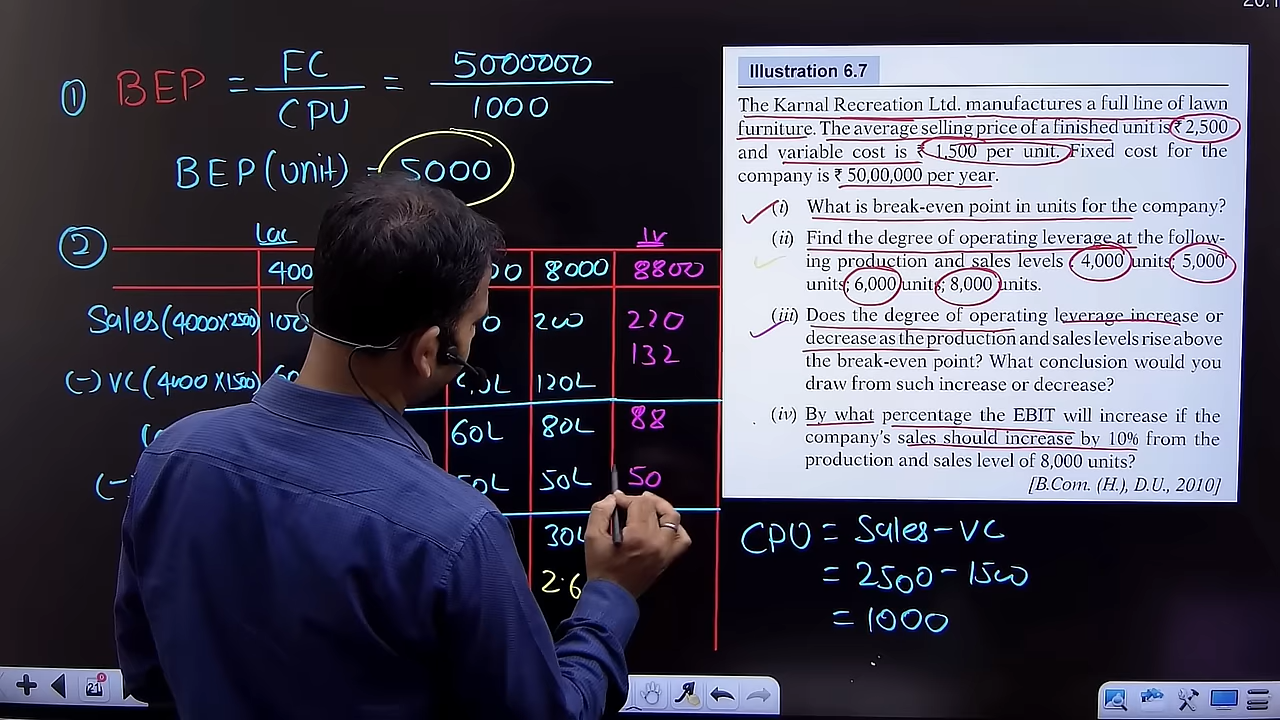 ① BEP = FC / CPU = 5000000 / 1000
BEP (unit) = 5000
②
Lac
iv
400
8000
8800
Sales (4000×2500)
200
220
132
(-) VC (4000×1500)
120L
60L
80L
88
(-)
50L
50L
50
30L
2.6
Illustration 6.7
The Karnal Recreation Ltd. manufactures a full line of lawn
furniture. The average selling price of a finished unit is ₹ 2,500
and variable cost is ₹ 1,500 per unit. Fixed cost for the
company is ₹ 50,00,000 per year.
(i) What is break-even point in units for the company?
(ii) Find the degree of operating leverage at the follow-
ing production and sales levels 4,000 units; 5,000
units; 6,000 units; 8,000 units.
(iii) Does the degree of operating leverage increase or
decrease as the production and sales levels rise above
the break-even point? What conclusion would you
draw from such increase or decrease?
(iv) By what percentage the EBIT will increase if the
company's sales should increase by 10% from the
production and sales level of 8,000 units?
[B.Com. (H.), D.U., 2010]
CPU = Sales - VC
= 2500 - 1500
= 1000
21